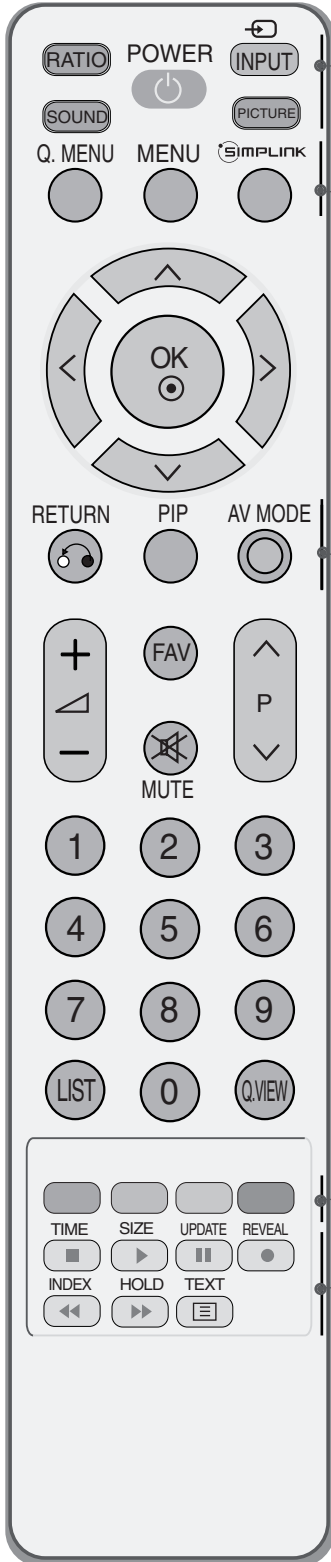 RATIO POWER INPUT
SOUND PICTURE
Q. MENU MENU SIMPLINK
OK
RETURN PIP AV MODE
+ FAV
P
-
MUTE
1 2 3
4 5 6
7 8 9
LIST 0 Q.VIEW
TIME SIZE UPDATE REVEAL
INDEX HOLD TEXT